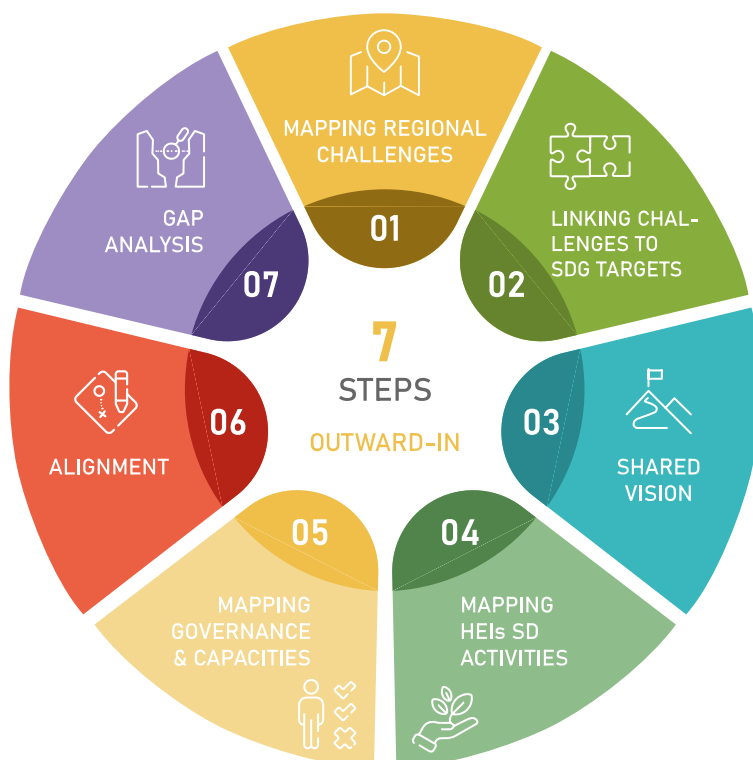 MAPPING REGIONAL
CHALLENGES
01
LINKING CHAL-
LENGES TO
SDG TARGETS
02
SHARED
VISION
03
MAPPING
HEIs SD
ACTIVITIES
04
MAPPING
GOVERNANCE
& CAPACITIES
05
ALIGNMENT
06
GAP
ANALYSIS
07
7
STEPS
OUTWARD-IN